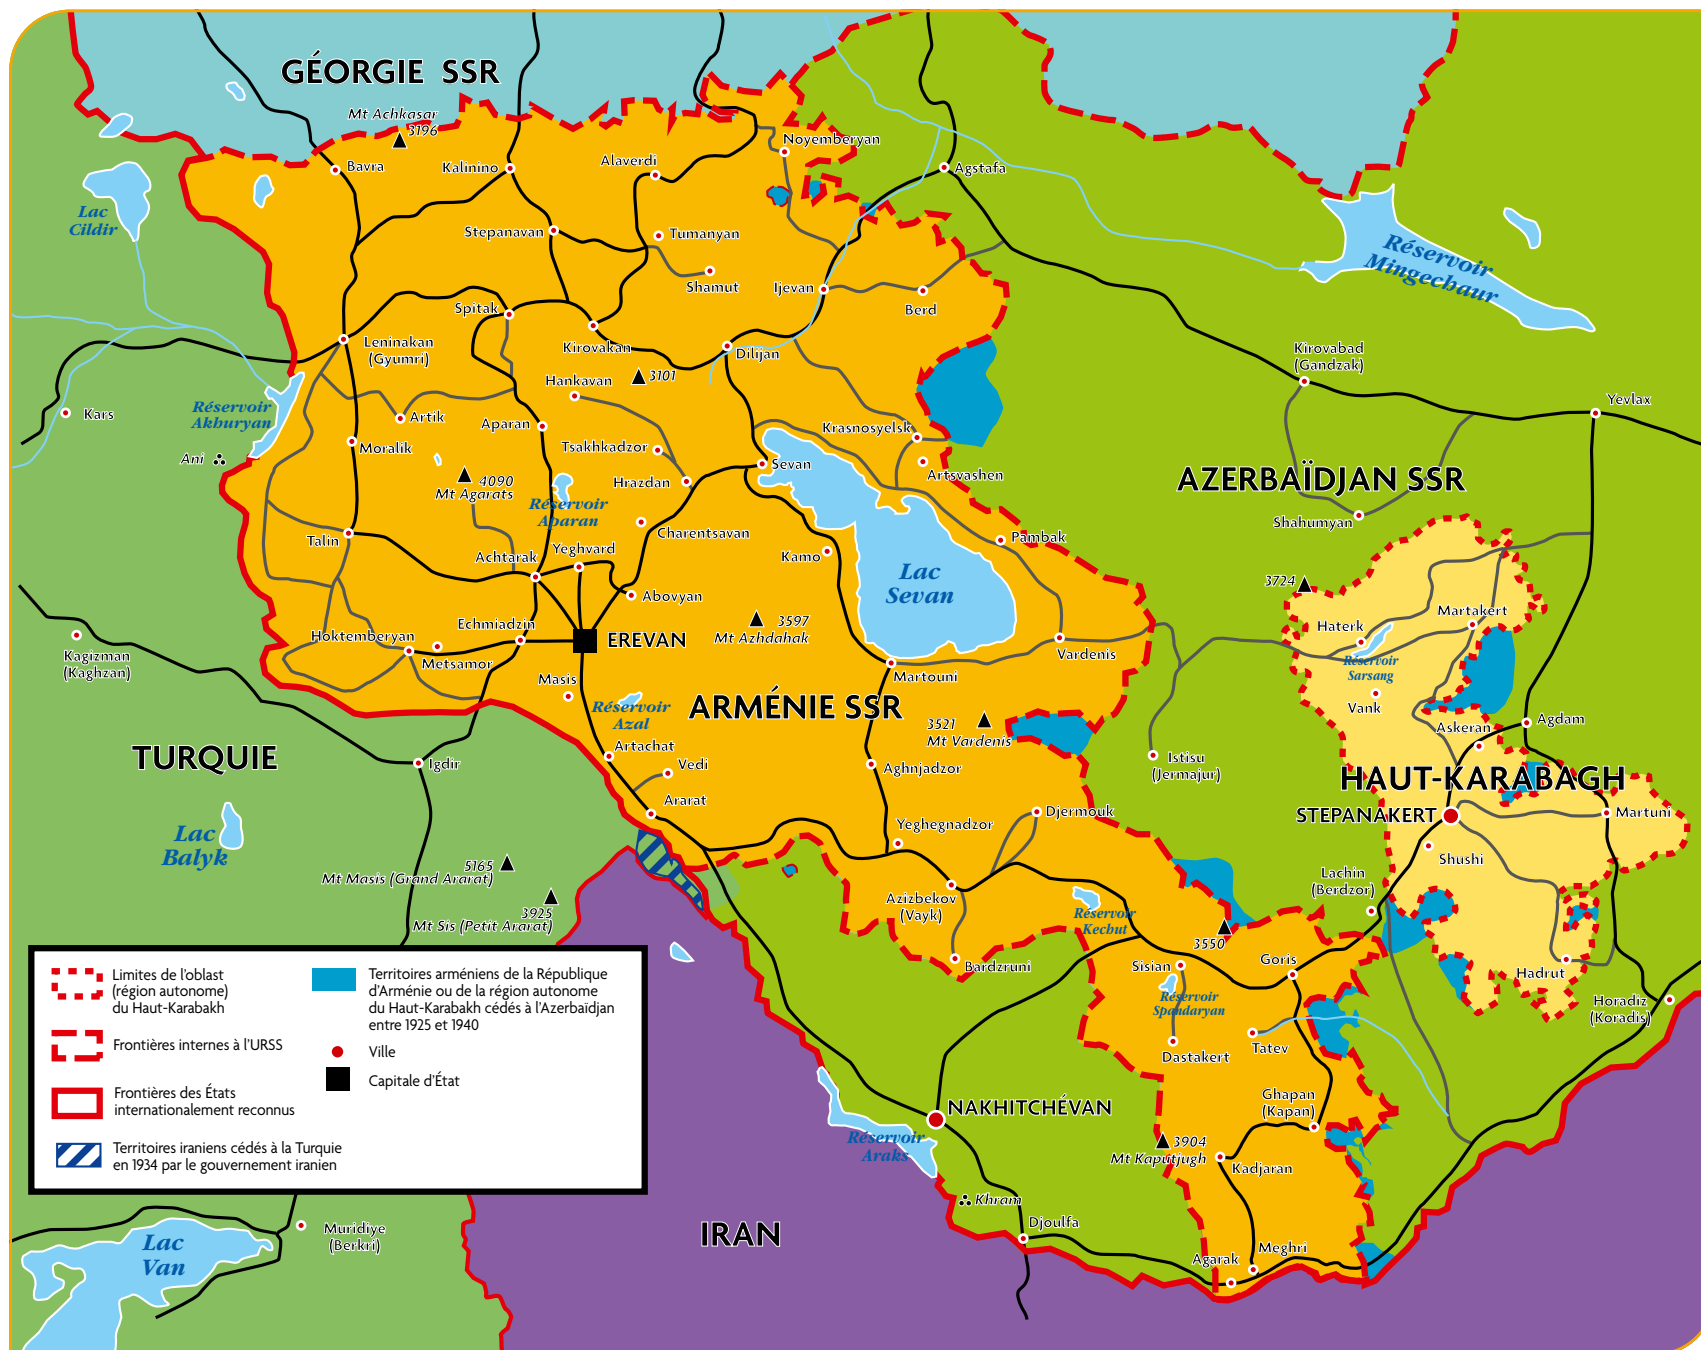 GÉORGIE SSR
Mt Achkasar
3196
Bavra
Kalinino
Alaverdi
Noyemberyan
Agstafa
Lac
Cildir
Stepanavan
Tumanyan
Shamut
Ijevan
Berd
Réservoir
Mingechaur
Spitak
Leninakan
(Gyumri)
Kirovakan
Dilijan
Kirovabad
(Gandzak)
Hankavan
3101
Yevlax
Kars
Réservoir
Akhuryan
Artik
Aparan
Krasnosyelsk
Moralik
Tsakhkadzor
Ani
Sevan
Artsvashen
AZERBAÏDJAN SSR
4090
Mt Agarats
Hrazdan
Réservoir
Aparan
Shahumyan
Talin
Charentsavan
Pambak
Achtarak
Yeghvard
Kamo
Lac
Sevan
3724
Abovyan
Martakert
3597
Mt Azhdahak
Haterk
Hoktemberyan
Echmiadzin
EREVAN
Kagizman
(Kaghzan)
Metsamor
Vardenis
Réservoir
Sarsang
Masis
Martouni
Vank
Réservoir
Azal
ARMÉNIE SSR
3521
Mt Vardenis
Askeran
Agdam
TURQUIE
Artachat
Igdir
Vedi
Aghnjadzor
Istisu
(Jermajur)
HAUT-KARABAGH
Ararat
Djermouk
STEPANAKERT
Martuni
Lac
Balyk
Yeghegnadzor
Shushi
5165
Mt Masis (Grand Ararat)
Lachin
(Berdzor)
3925
Mt Sis (Petit Ararat)
Azizbekov
(Vayk)
Réservoir
Kechut
3550
Bardzruni
Sisian
Goris
Hadrut
Réservoir
Spandaryan
Horadiz
(Koradis)
Dastakert
Tatev
Limites de l'oblast
(région autonome)
du Haut-Karabakh
Frontières internes à l'URSS
Frontières des États
internationalement reconnus
Territoires iraniens cédés à la Turquie
en 1934 par le gouvernement iranien
Territoires arméniens de la République
d'Arménie ou de la région autonome
du Haut-Karabakh cédés à l'Azerbaïdjan
entre 1925 et 1940
Ville
Capitale d'État
Ghapan
(Kapan)
NAKHITCHÉVAN
Réservoir
Araks
3904
Mt Kaputjugh
Kadjaran
Khram
Muridiye
(Berkri)
Lac
Van
IRAN
Djoulfa
Agarak
Meghri